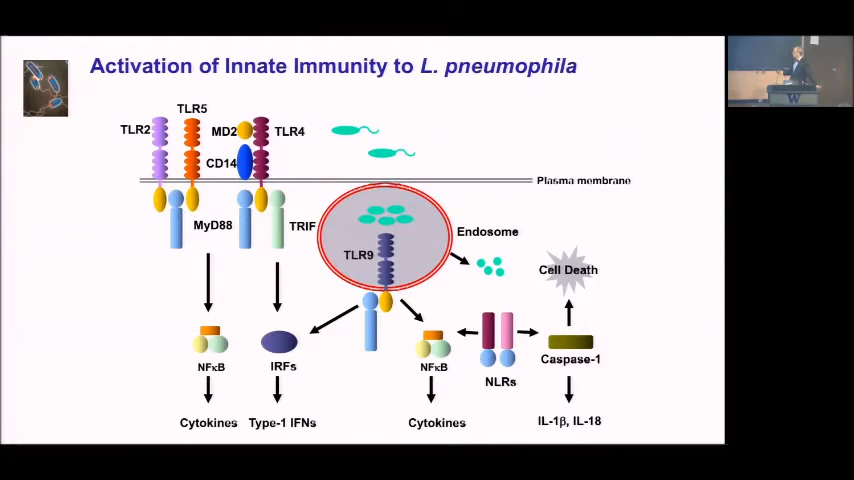 Activation of Innate Immunity to L. pneumophila
TLR5
TLR2
MD2
TLR4
CD14
Plasma membrane
MyD88
TRIF
Endosome
TLR9
Cell Death
Caspase-1
NFκB
IRFs
NFκB
NLRs
Cytokines
Type-1 IFNs
Cytokines
IL-1β, IL-18
W